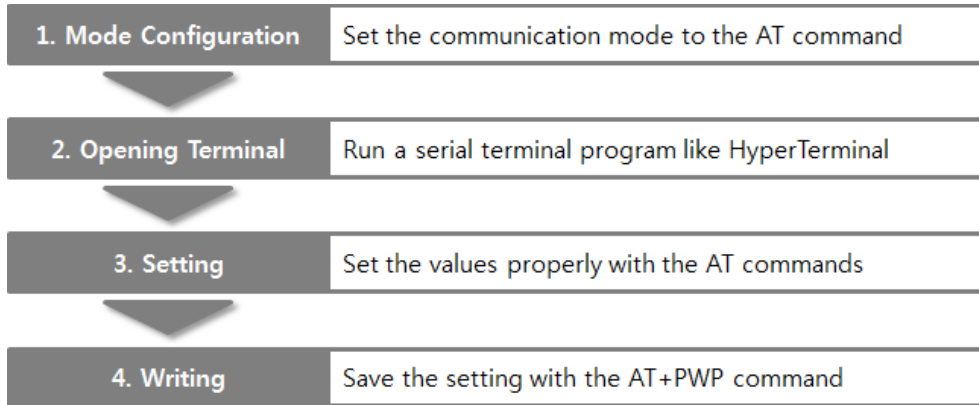 1. Mode Configuration Set the communication mode to the AT command
2. Opening Terminal Run a serial terminal program like HyperTerminal
3. Setting Set the values properly with the AT commands
4. Writing Save the setting with the AT+PWP command